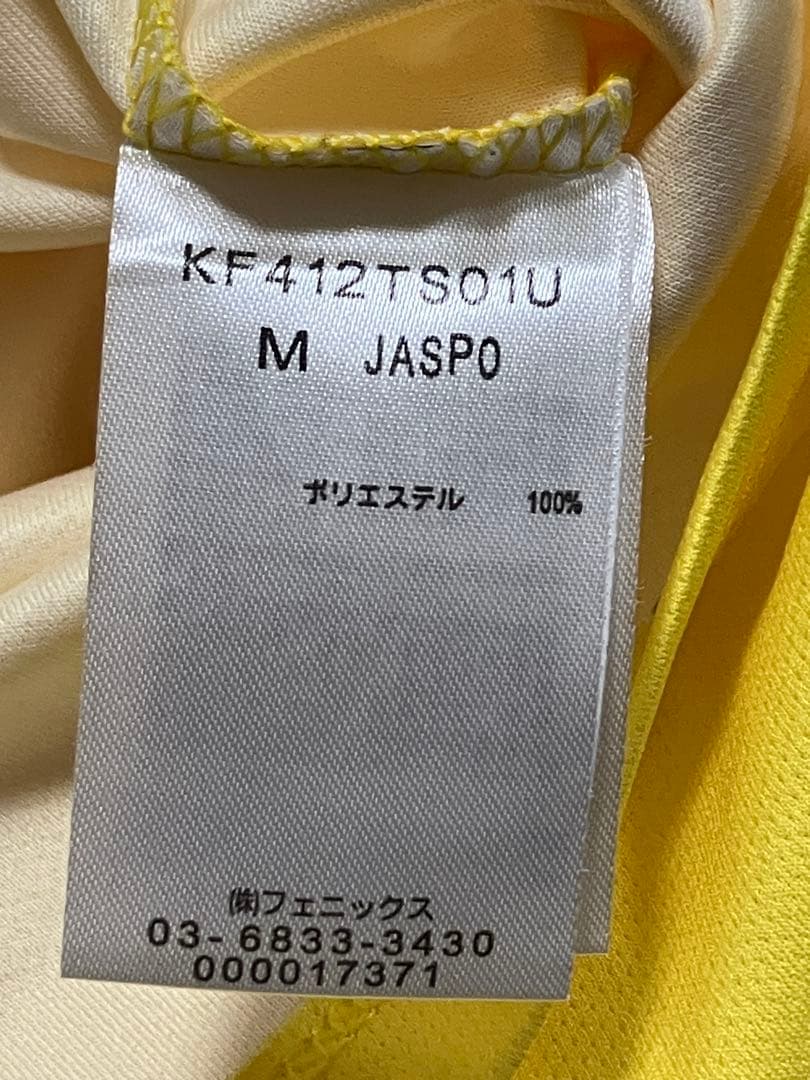 KF412TS01U
M JASPO
ポリエステル 100%
㈱フェニックス
03-6833-3430
000017371